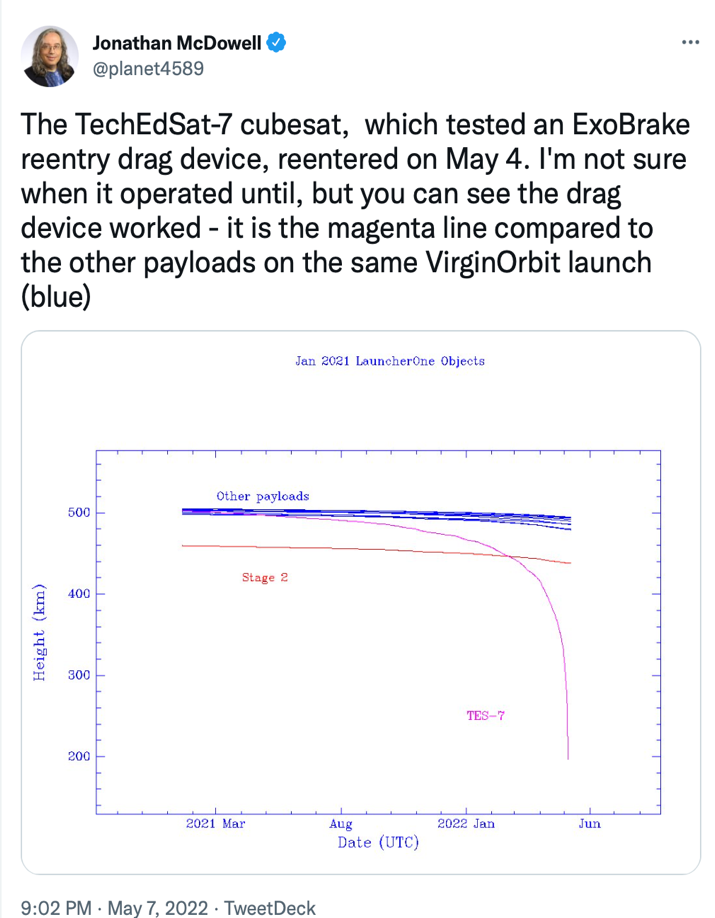 Jonathan McDowell
@planet4589
The TechEdSat-7 cubesat,  which tested an ExoBrake
reentry drag device, reentered on May 4. I'm not sure
when it operated until, but you can see the drag
device worked - it is the magenta line compared to
the other payloads on the same VirginOrbit launch
(blue)
Jan 2021 LauncherOne Objects
Other payloads
500
Stage 2
400
Height (km)
300
TES-7
200
2021 Mar Aug 2022 Jan Jun
Date (UTC)
9:02 PM · May 7, 2022 · TweetDeck